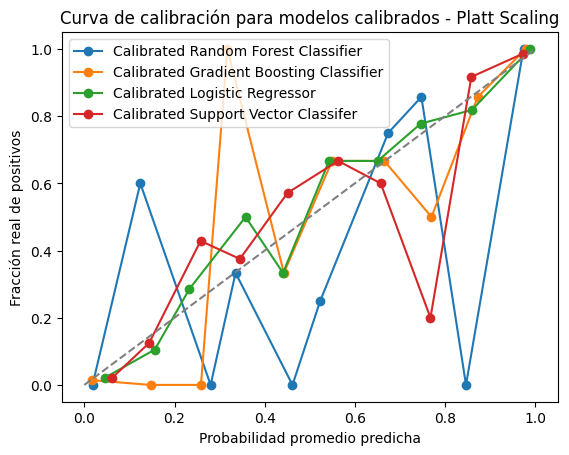 Curva de calibración para modelos calibrados - Platt Scaling
Calibrated Random Forest Classifier
Calibrated Gradient Boosting Classifier
Calibrated Logistic Regressor
Calibrated Support Vector Classifer
Fracción real de positivos
1.0
0.8
0.6
0.4
0.2
0.0
0.0 0.2 0.4 0.6 0.8 1.0
Probabilidad promedio predicha